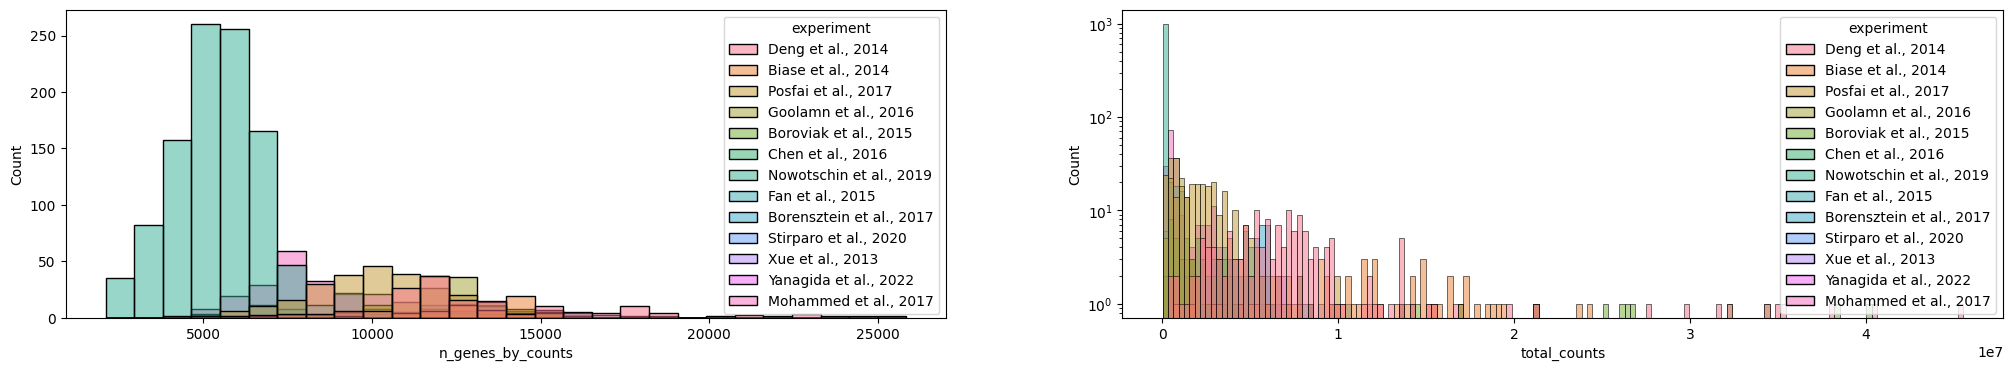 250
200
150
100
50
0
Count
5000
10000
15000
20000
25000
n_genes_by_counts
experiment
Deng et al., 2014
Biase et al., 2014
Posfai et al., 2017
Goolamn et al., 2016
Boroviak et al., 2015
Chen et al., 2016
Nowotschin et al., 2019
Fan et al., 2015
Borensztein et al., 2017
Stirparo et al., 2020
Xue et al., 2013
Yanagida et al., 2022
Mohammed et al., 2017
10³
10²
10¹
10⁰
Count
0
1
2
3
4
1e7
total_counts
experiment
Deng et al., 2014
Biase et al., 2014
Posfai et al., 2017
Goolamn et al., 2016
Boroviak et al., 2015
Chen et al., 2016
Nowotschin et al., 2019
Fan et al., 2015
Borensztein et al., 2017
Stirparo et al., 2020
Xue et al., 2013
Yanagida et al., 2022
Mohammed et al., 2017